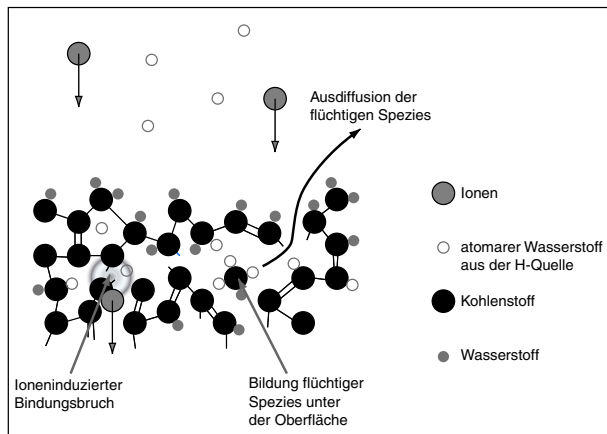 Ausdiffusion der
flüchtigen Spezies
Ionen
atomarer Wasserstoff
aus der H-Quelle
Kohlenstoff
Wasserstoff
Ioneninduzierter
Bindungsbruch
Bildung flüchtiger
Spezies unter
der Oberfläche